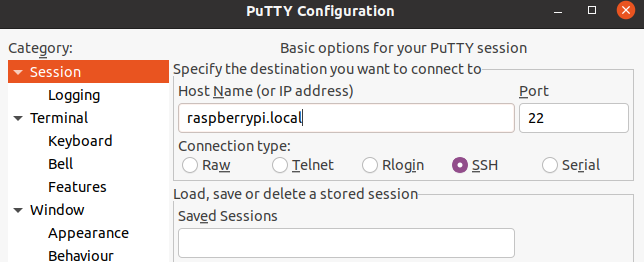 PuTTY Configuration
Category:
Basic options for your PuTTY session
Session
Logging
Terminal
Keyboard
Bell
Features
Window
Appearance
Behaviour
Specify the destination you want to connect to
Host Name (or IP address) Port
raspberrypi.local 22
Connection type:
Raw Telnet Rlogin SSH Serial
Load, save or delete a stored session
Saved Sessions